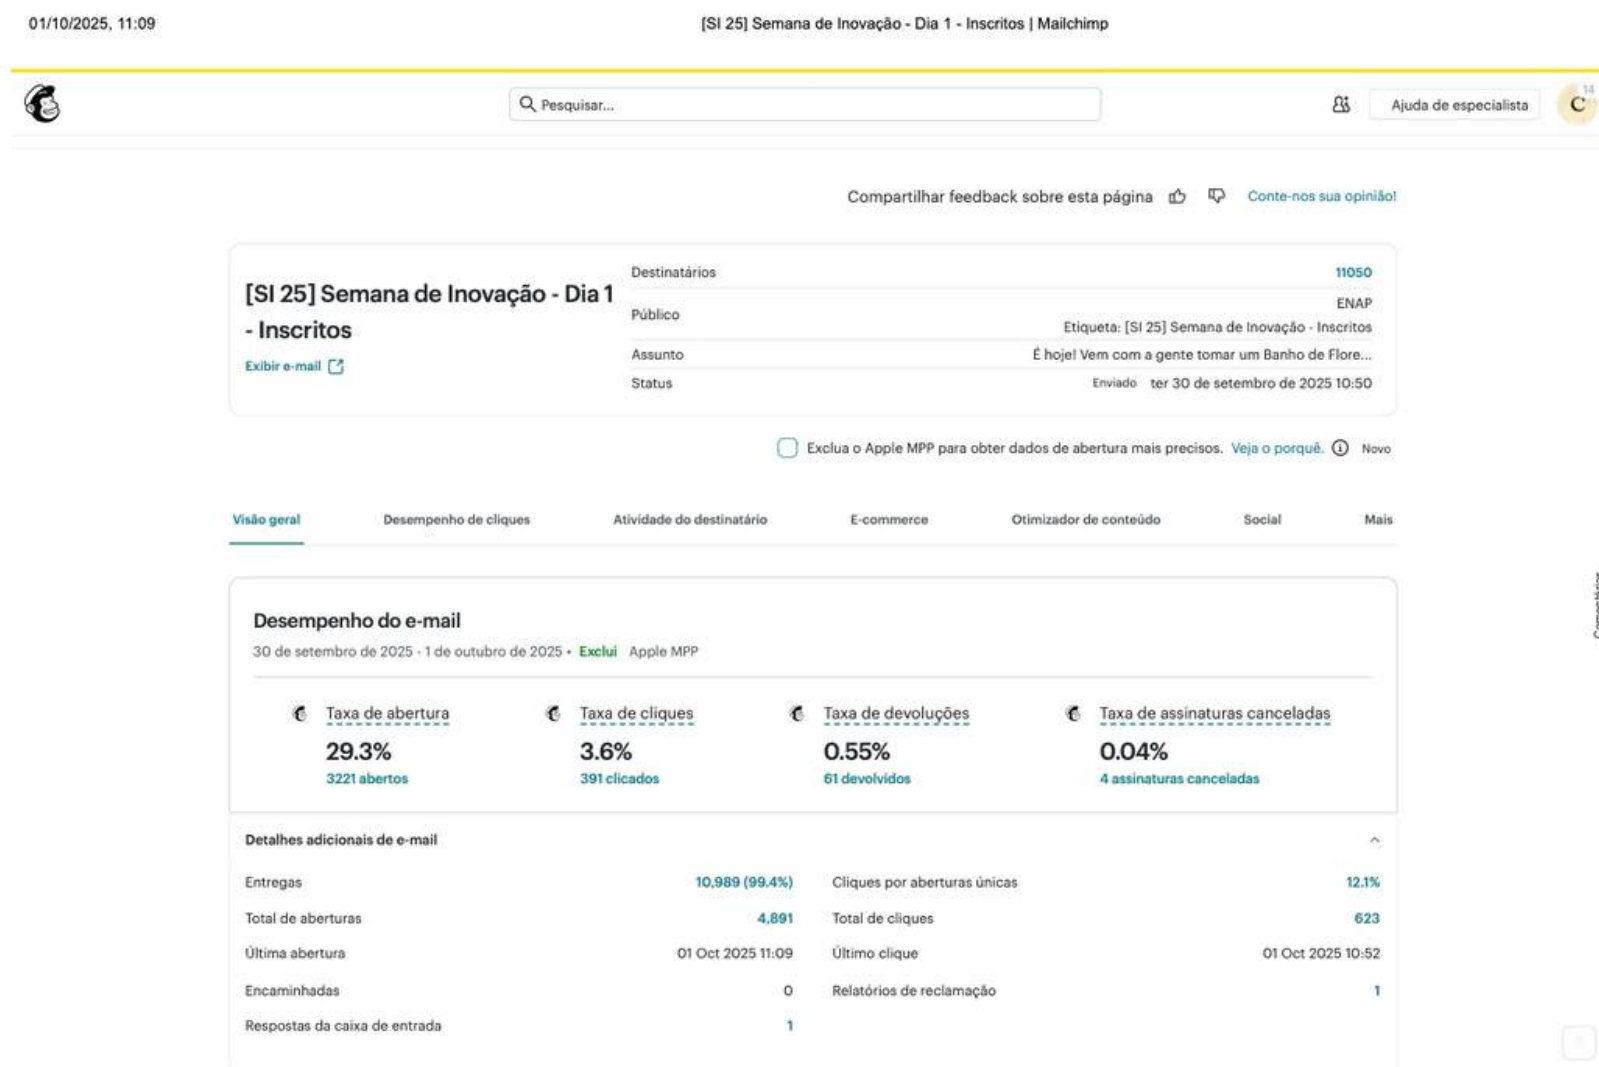 01/10/2025, 11:09
[SI 25] Semana de Inovação - Dia 1 - Inscritos | Mailchimp
Pesquisar...
Ajuda de especialista
C
14
Compartilhar feedback sobre esta página
Conte-nos sua opinião!
[SI 25] Semana de Inovação - Dia 1
- Inscritos
Exibir e-mail
Destinatários
11050
Público
ENAP
Etiqueta: [SI 25] Semana de Inovação - Inscritos
Assunto
É hoje! Vem com a gente tomar um Banho de Flore...
Status
Enviado ter 30 de setembro de 2025 10:50
Exclua o Apple MPP para obter dados de abertura mais precisos. Veja o porquê. Novo
Visão geral
Desempenho de cliques
Atividade do destinatário
E-commerce
Otimizador de conteúdo
Social
Mais
Comentários
Desempenho do e-mail
30 de setembro de 2025 - 1 de outubro de 2025 • Exclui Apple MPP
Taxa de abertura
29.3%
3221 abertos
Taxa de cliques
3.6%
391 clicados
Taxa de devoluções
0.55%
61 devolvidos
Taxa de assinaturas canceladas
0.04%
4 assinaturas canceladas
Detalhes adicionais de e-mail
Entregas
10,989 (99.4%)
Cliques por aberturas únicas
12.1%
Total de aberturas
4,891
Total de cliques
623
Última abertura
01 Oct 2025 11:09
Último clique
01 Oct 2025 10:52
Encaminhadas
0
Relatórios de reclamação
1
Respostas da caixa de entrada
1